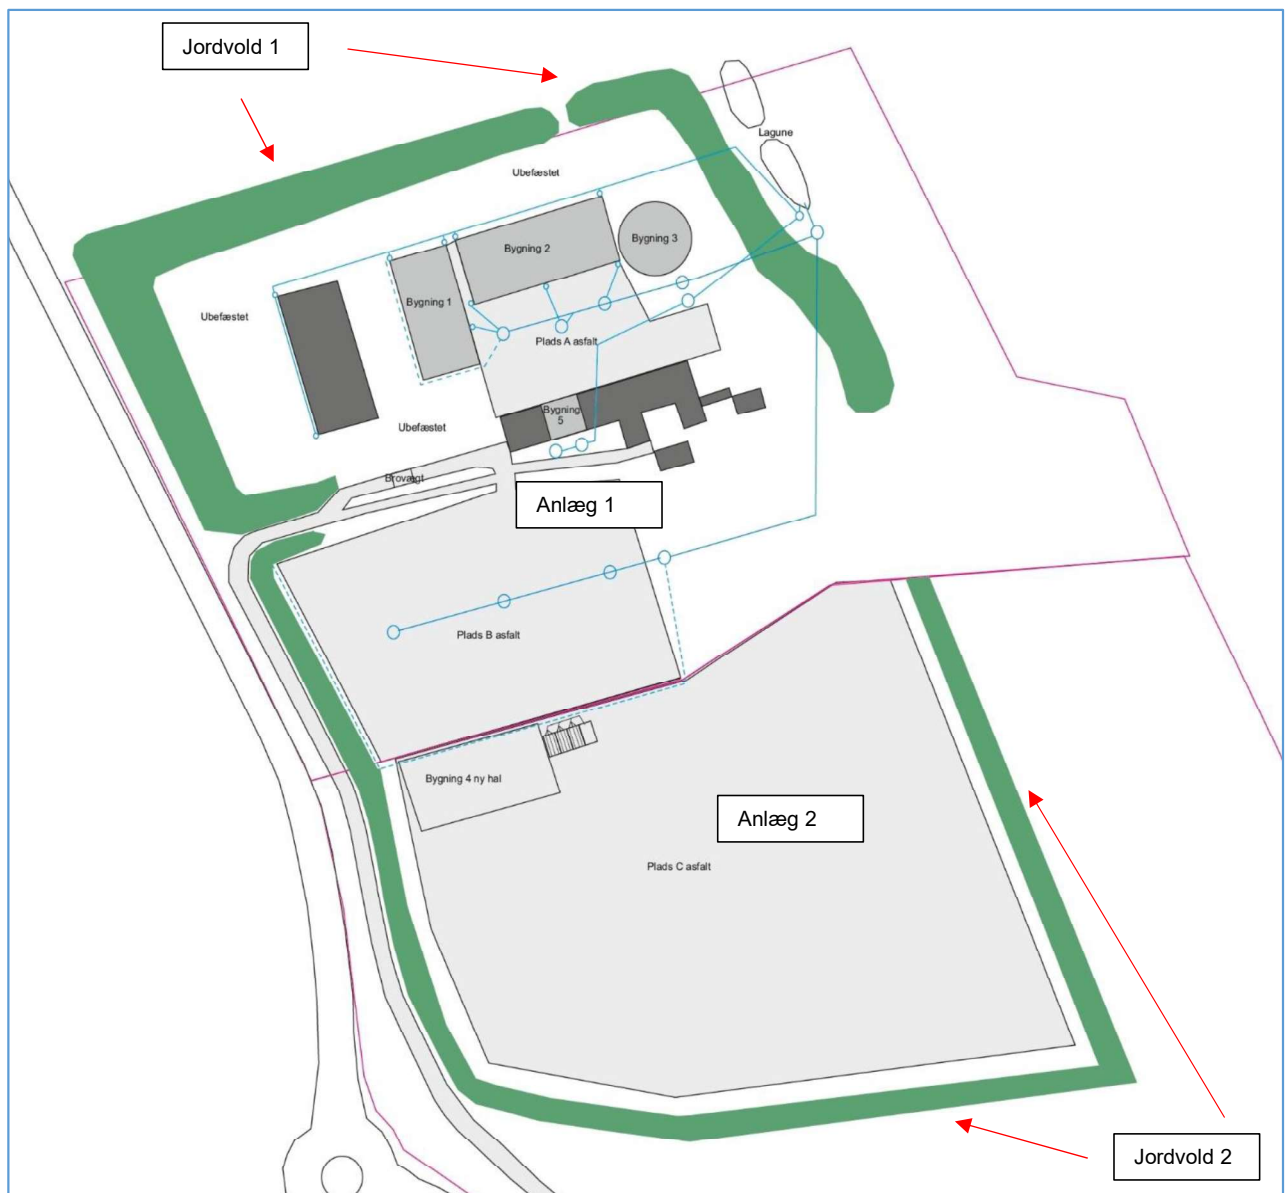 Jordvold 1
Lagune
Ubefæstet
Bygning 2
Bygning 3
Bygning 1
Ubefæstet
Plads A asfalt
Bygning
5
Ubefæstet
Brovægt
Anlæg 1
Plads B asfalt
Bygning 4 ny hal
Anlæg 2
Plads C asfalt
Jordvold 2